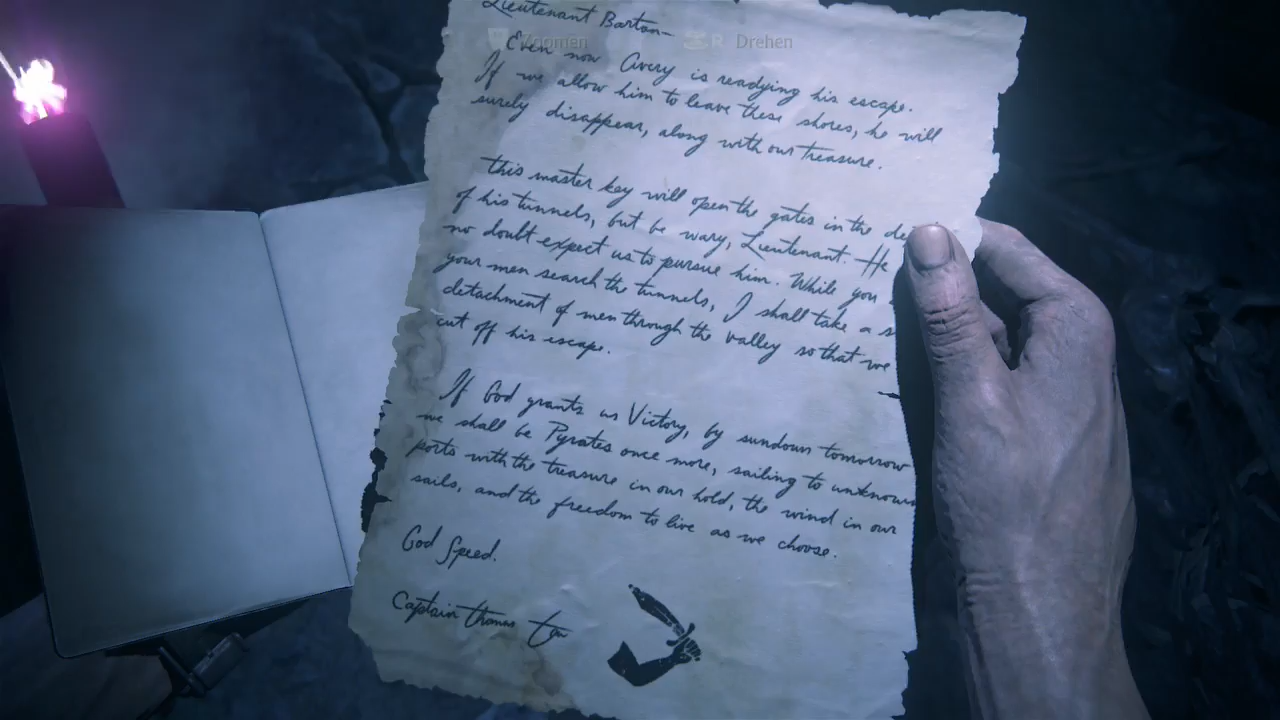 Lieutenant Barton—
Zoomen
R Drehen
Even now Avery is readying his escape.
If we allow him to leave these shores, he will
surely disappear, along with our treasure.
this master key will open the gates in the
of his tunnels, but be wary, Lieutenant. He
no doubt expect us to pursue him. While you
your men search the tunnels, I shall take a
detachment of men through the valley so that we
cut off his escape.
If God grants us Victory, by sundown tomorrow
we shall be Pyrates once more, sailing to unknown
ports with the treasure in our hold, the wind in our
sails, and the freedom to live as we choose.
God Speed.
Captain thomas Tew